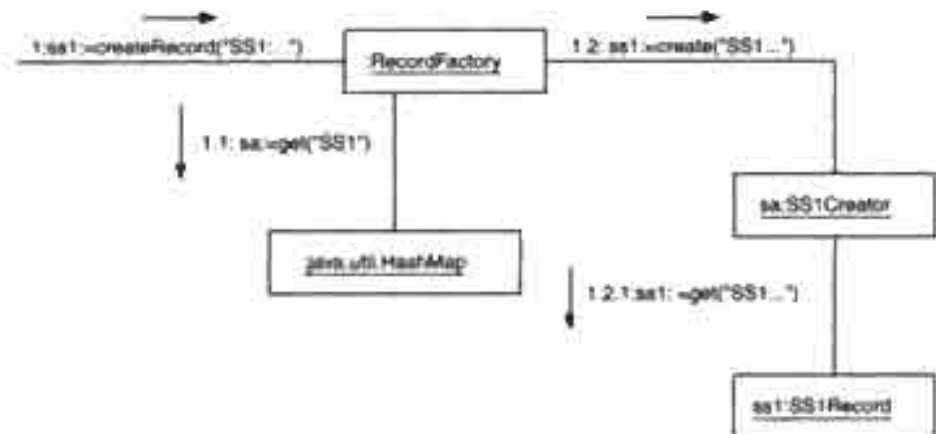 1:ss1:=createRecord("SS1:..")
RecordFactory
1.2: ss1:=create("SS1...")
1.1: sa:=get("SS1")
sa:SS1Creator
java.util.HashMap
1.2.1:ss1: =get("SS1...")
ss1:SS1Record